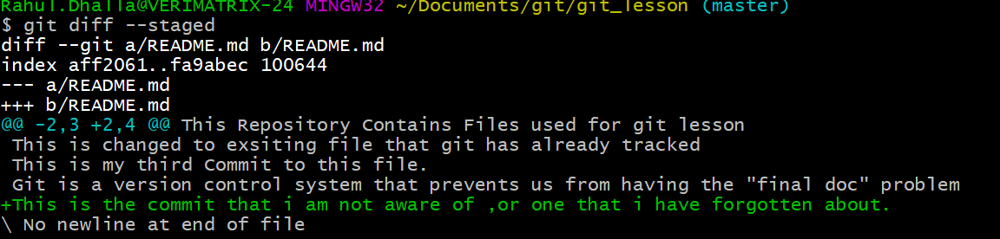 Rahul.Dhalla@VERIMATRIX-24 MINGW32 ~/Documents/git/git_lesson (master)
$ git diff --staged
diff --git a/README.md b/README.md
index aff2061..fa9abec 100644
--- a/README.md
+++ b/README.md
@@ -2,3 +2,4 @@ This Repository Contains Files used for git lesson
 This is changed to exsiting file that git has already tracked
 This is my third Commit to this file.
 Git is a version control system that prevents us from having the "final doc" problem
+This is the commit that i am not aware of ,or one that i have forgotten about.
\ No newline at end of file